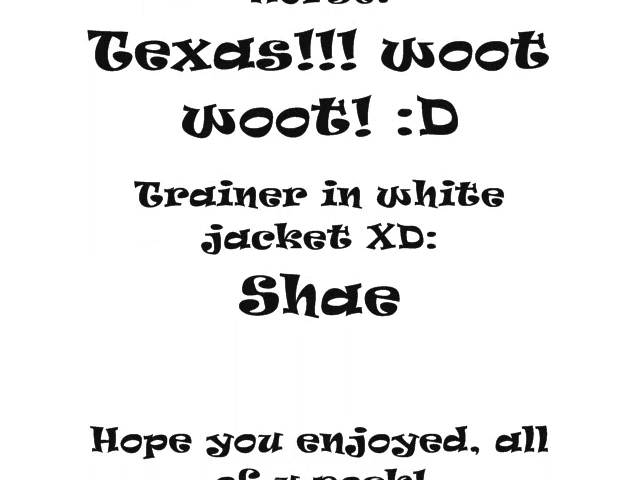 Texas!!! woot
woot! :D
Trainer in white
jacket XD:
Shae
Hope you enjoyed, all